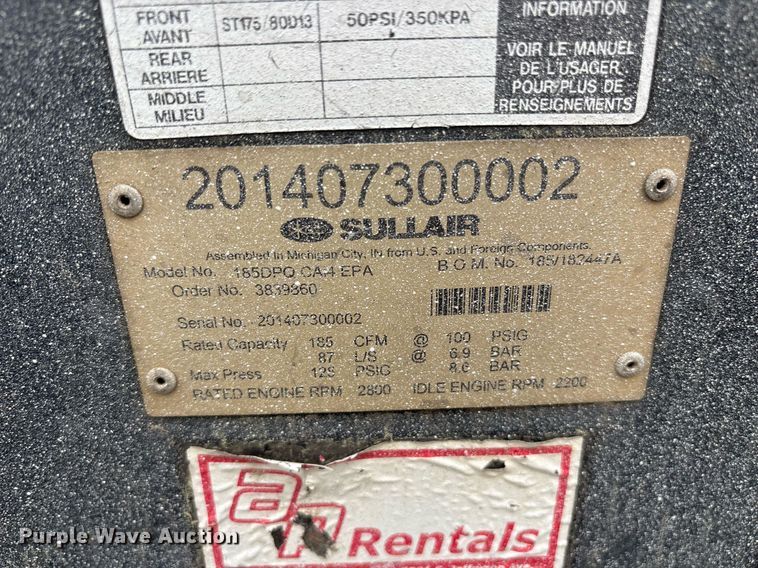 INFORMATION
FRONT ST175/80D13 50PSI/350KPA
AVANT
REAR
ARRIERE
MIDDLE
MILIEU
VOIR LE MANUEL
DE L'USAGER
POUR PLUS DE
RENSEIGNEMENTS
201407300002
SULLAIR
Assembled in Michigan City, IN from U.S. and Foreign Components.
Model No. 185DPQ CA14 EPA B.O.M. No. 185/182447A
Order No. 3839360
Serial No. 201407300002
Rated Capacity 185 CFM @ 100 PSIG
87 L/S @ 6.9 BAR
Max Press 125 PSIG 8.6 BAR
RATED ENGINE RPM 2800 IDLE ENGINE RPM 2200
Rentals
Purple Wave Auction